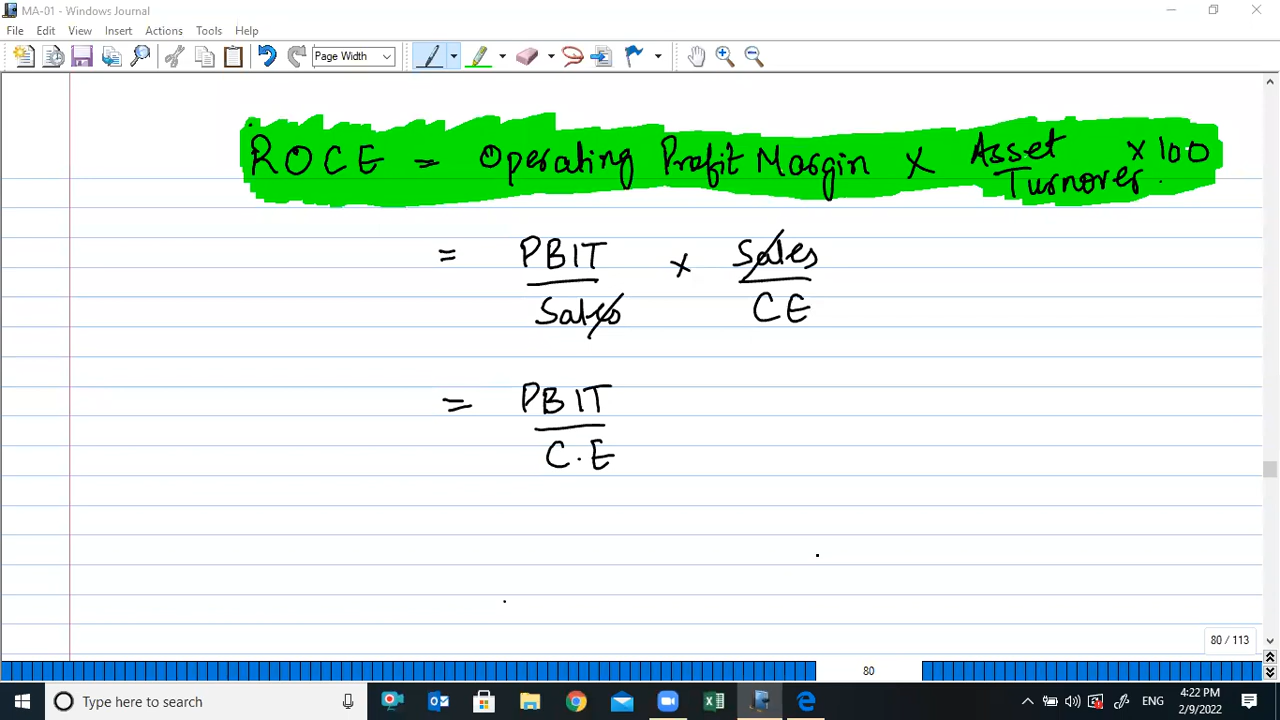 MA-01 - Windows Journal
File Edit View Insert Actions Tools Help
Page Width
ROCE = Operating Profit Margin X Asset Turnover x 100
= PBIT / Sales x Sales / CE
= PBIT / C.E
80 / 113
80
Type here to search
ENG
4:22 PM
2/9/2022